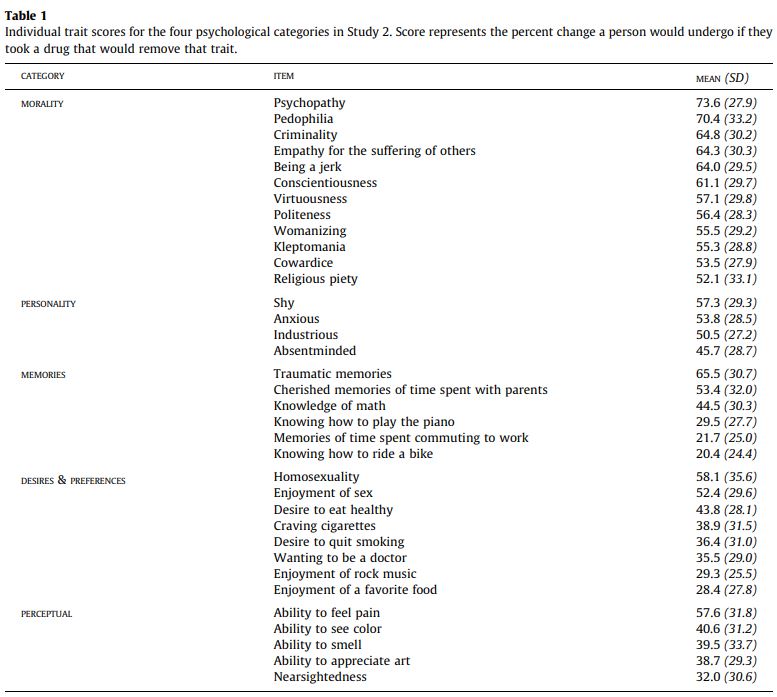 Table 1
Individual trait scores for the four psychological categories in Study 2. Score represents the percent change a person would undergo if they
took a drug that would remove that trait.
CATEGORY ITEM MEAN (SD)
MORALITY Psychopathy 73.6 (27.9)
Pedophilia 70.4 (33.2)
Criminality 64.8 (30.2)
Empathy for the suffering of others 64.3 (30.3)
Being a jerk 64.0 (29.5)
Conscientiousness 61.1 (29.7)
Virtuousness 57.1 (29.8)
Politeness 56.4 (28.3)
Womanizing 55.5 (29.2)
Kleptomania 55.3 (28.8)
Cowardice 53.5 (27.9)
Religious piety 52.1 (33.1)
PERSONALITY Shy 57.3 (29.3)
Anxious 53.8 (28.5)
Industrious 50.5 (27.2)
Absentminded 45.7 (28.7)
MEMORIES Traumatic memories 65.5 (30.7)
Cherished memories of time spent with parents 53.4 (32.0)
Knowledge of math 44.5 (30.3)
Knowing how to play the piano 29.5 (27.7)
Memories of time spent commuting to work 21.7 (25.0)
Knowing how to ride a bike 20.4 (24.4)
DESIRES & PREFERENCES Homosexuality 58.1 (35.6)
Enjoyment of sex 52.4 (29.6)
Desire to eat healthy 43.8 (28.1)
Craving cigarettes 38.9 (31.5)
Desire to quit smoking 36.4 (31.0)
Wanting to be a doctor 35.5 (29.0)
Enjoyment of rock music 29.3 (25.5)
Enjoyment of a favorite food 28.4 (27.8)
PERCEPTUAL Ability to feel pain 57.6 (31.8)
Ability to see color 40.6 (31.2)
Ability to smell 39.5 (33.7)
Ability to appreciate art 38.7 (29.3)
Nearsightedness 32.0 (30.6)